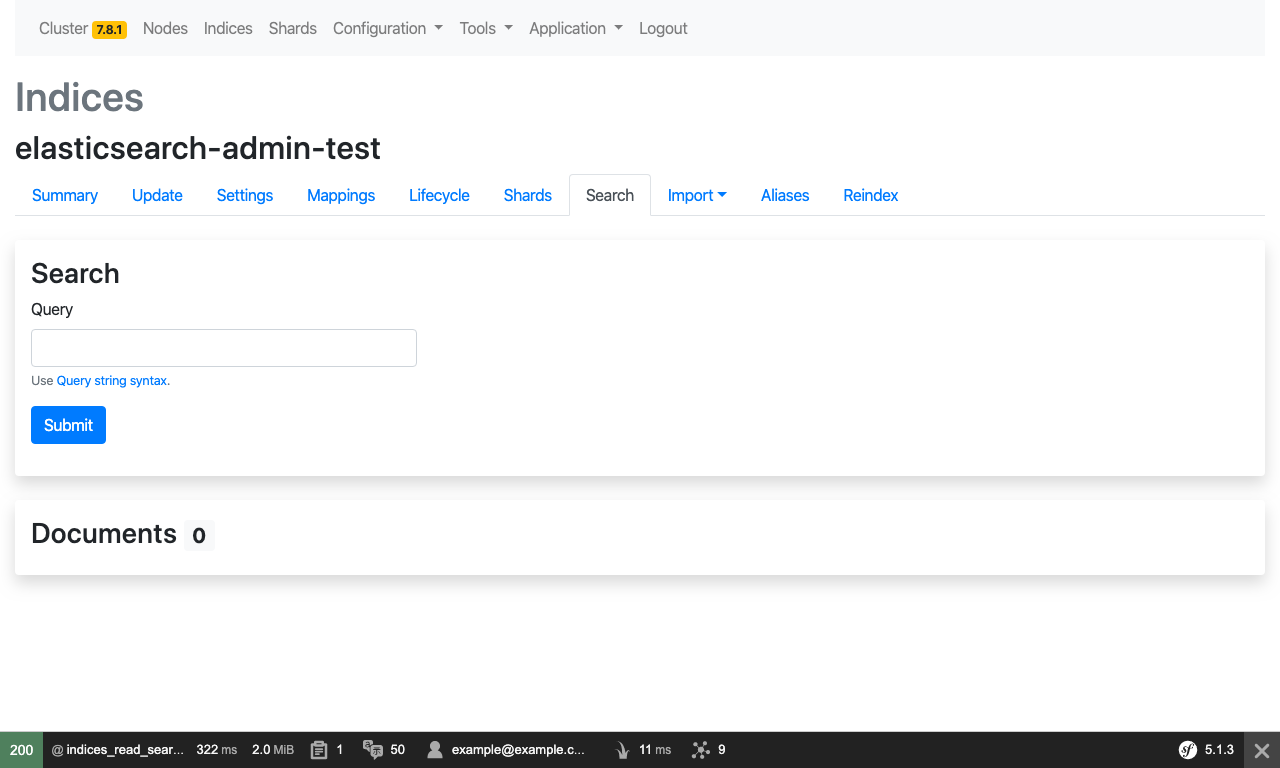 Cluster 7.8.1 Nodes Indices Shards Configuration Tools Application Logout
Indices
elasticsearch-admin-test
Summary Update Settings Mappings Lifecycle Shards Search Import Aliases Reindex
Search
Query
Use Query string syntax.
Submit
Documents 0
200 @ indices_read_sear... 322 ms 2.0 MiB 1 50 example@example.c... 11 ms 9 sf 5.1.3